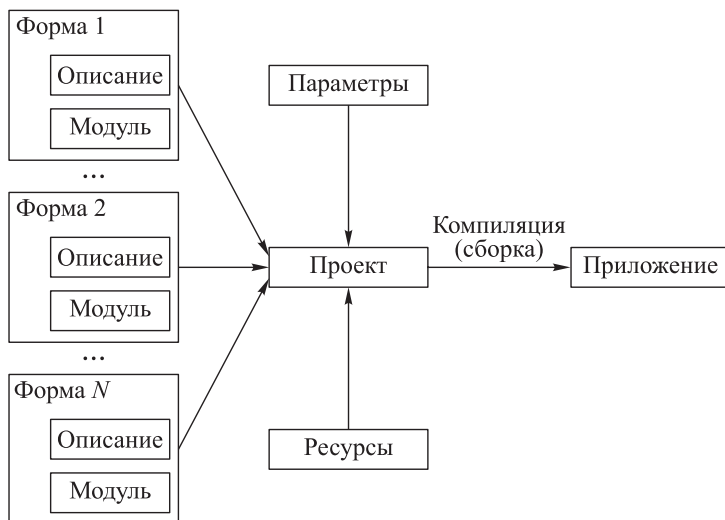 Форма 1
Описание
Модуль
...
Форма 2
Описание
Модуль
...
Форма N
Описание
Модуль
Параметры
Проект
Ресурсы
Компиляция
(сборка)
Приложение